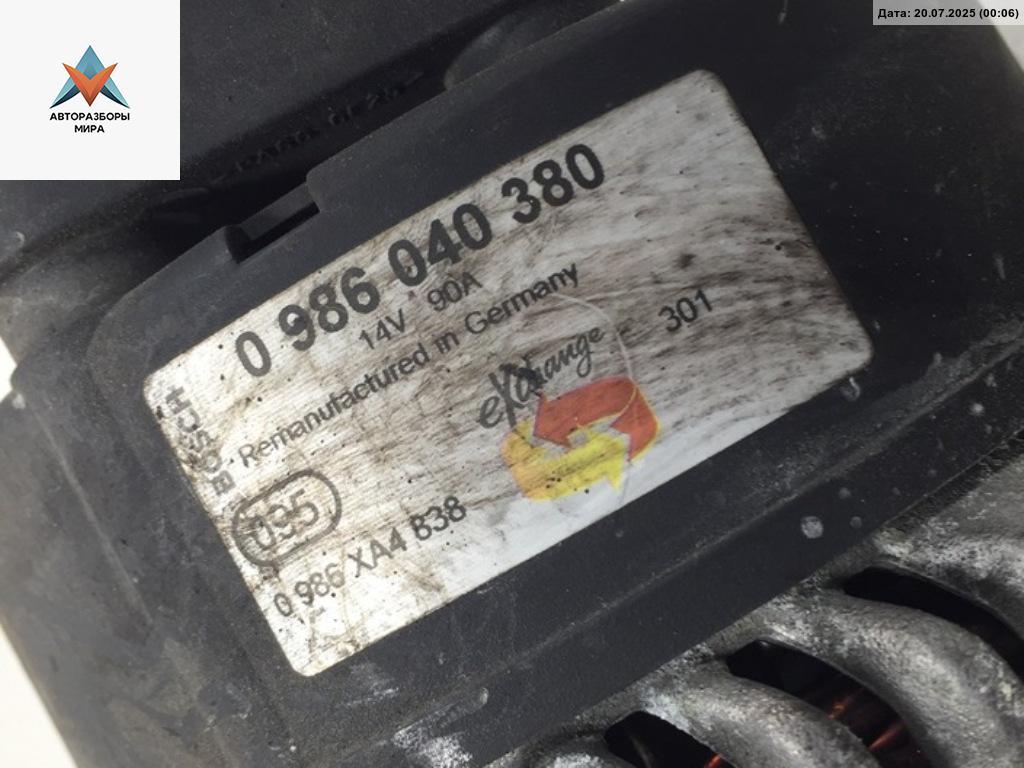 Дата: 20.07.2025 (00:06)
АВТОРАЗБОРЫ
МИРА
0 986 040 380
14V 90A
Remanufactured in Germany
BOSCH
eXchange
301
035
0 986 XA4 838